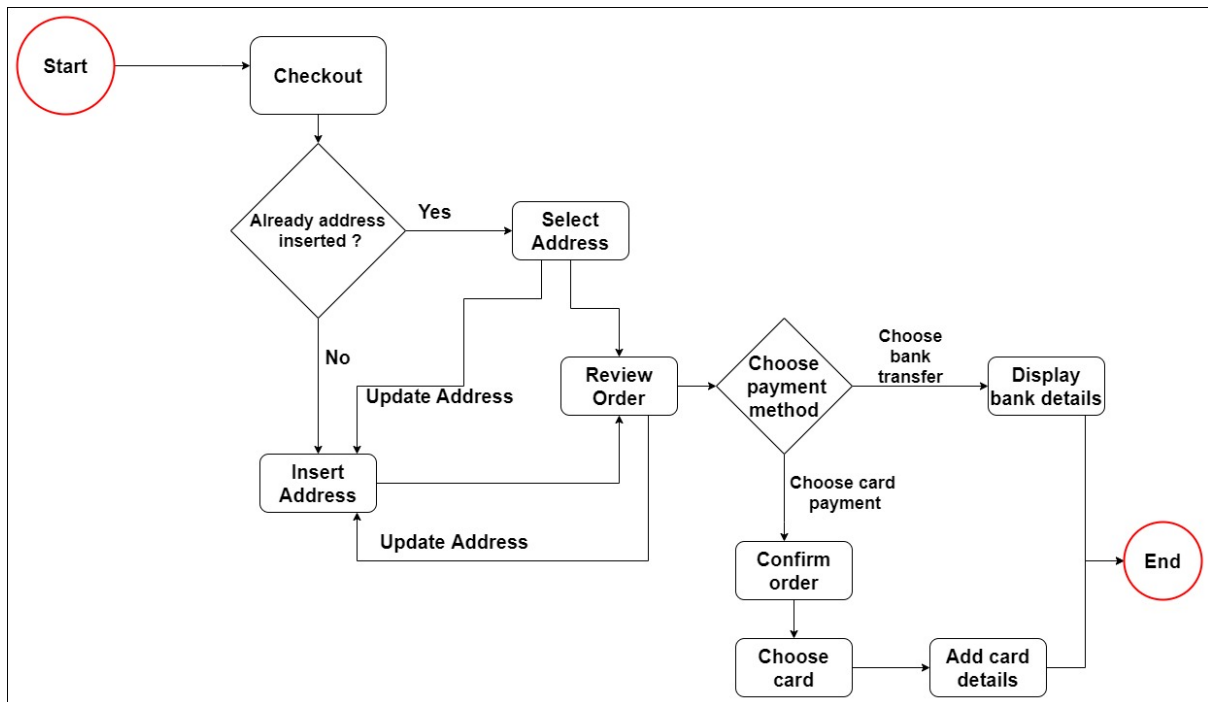 Start
Checkout
Already address
inserted ?
Yes
Select
Address
No
Update Address
Review
Order
Choose
payment
method
Choose
bank
transfer
Display
bank details
Insert
Address
Update Address
Choose card
payment
Confirm
order
End
Choose
card
Add card
details